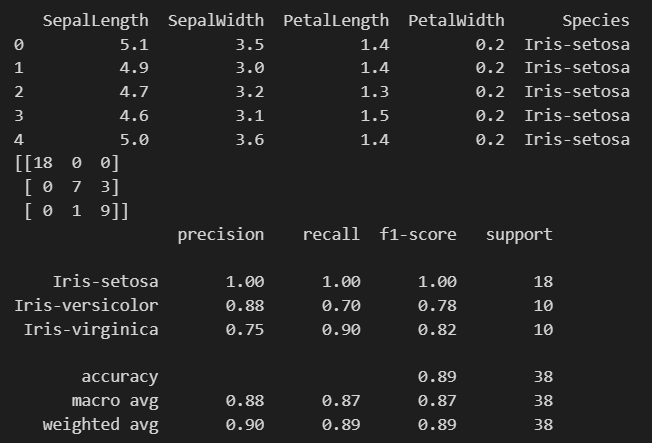 SepalLength SepalWidth PetalLength PetalWidth Species
0 5.1 3.5 1.4 0.2 Iris-setosa
1 4.9 3.0 1.4 0.2 Iris-setosa
2 4.7 3.2 1.3 0.2 Iris-setosa
3 4.6 3.1 1.5 0.2 Iris-setosa
4 5.0 3.6 1.4 0.2 Iris-setosa
[[18 0 0]
[ 0 7 3]
[ 0 1 9]]
precision recall f1-score support
Iris-setosa 1.00 1.00 1.00 18
Iris-versicolor 0.88 0.70 0.78 10
Iris-virginica 0.75 0.90 0.82 10
accuracy 0.89 38
macro avg 0.88 0.87 0.87 38
weighted avg 0.90 0.89 0.89 38